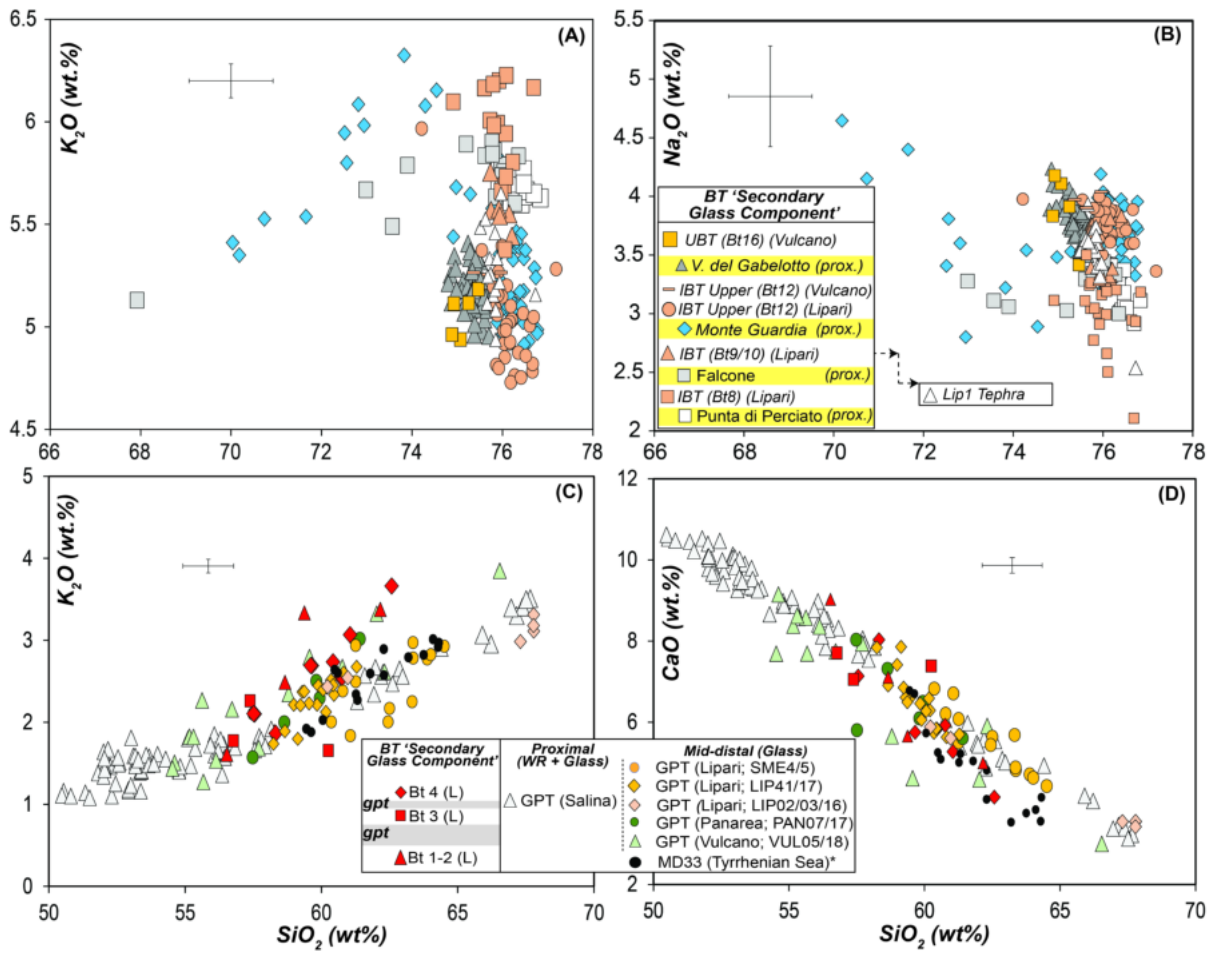 (A)
K2O (wt.%)
6.5
6
5.5
5
4.5
66
68
70
72
74
76
78
(B)
Na2O (wt.%)
5.5
5
4.5
4
3.5
3
2.5
2
66
68
70
72
74
76
78
BT 'Secondary
Glass Component'
UBT (Bt16) (Vulcano)
V. del Gabelotto (prox.)
IBT Upper (Bt12) (Vulcano)
IBT Upper (Bt12) (Lipari)
Monte Guardia (prox.)
IBT (Bt9/10) (Lipari)
Falcone (prox.)
IBT (Bt8) (Lipari)
Punta di Perciato (prox.)
Lip1 Tephra
(C)
K2O (wt.%)
5
4
3
2
1
0
50
55
60
65
70
SiO2 (wt%)
(D)
CaO (wt.%)
12
10
8
6
2
50
55
60
65
70
SiO2 (wt%)
BT 'Secondary
Glass Component'
Bt 4 (L)
gpt
Bt 3 (L)
gpt
Bt 1-2 (L)
Proximal
(WR + Glass)
GPT (Salina)
Mid-distal (Glass)
GPT (Lipari; SME4/5)
GPT (Lipari; LIP41/17)
GPT (Lipari; LIP02/03/16)
GPT (Panarea; PAN07/17)
GPT (Vulcano; VUL05/18)
MD33 (Tyrrhenian Sea)*